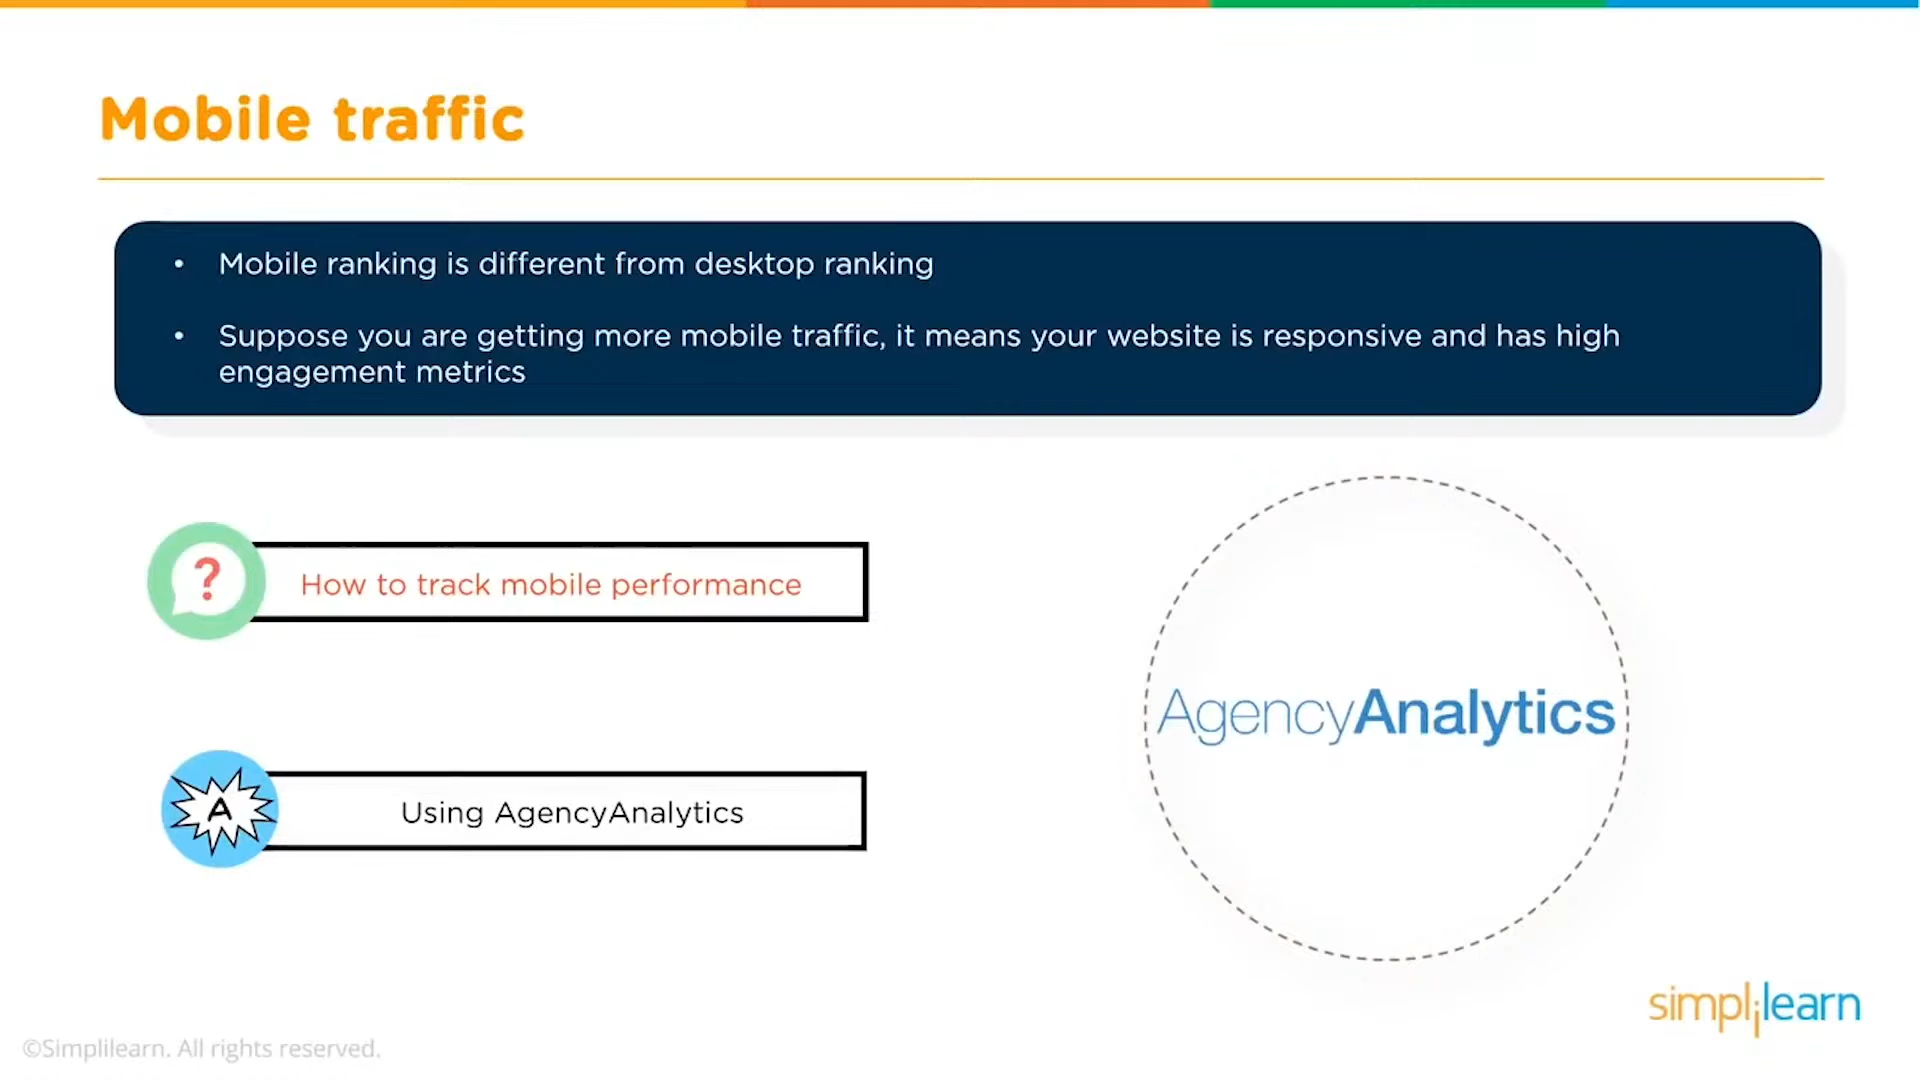 Mobile traffic
• Mobile ranking is different from desktop ranking
• Suppose you are getting more mobile traffic, it means your website is responsive and has high
engagement metrics
? How to track mobile performance
AgencyAnalytics
A Using AgencyAnalytics
simplilearn
©Simplilearn. All rights reserved.